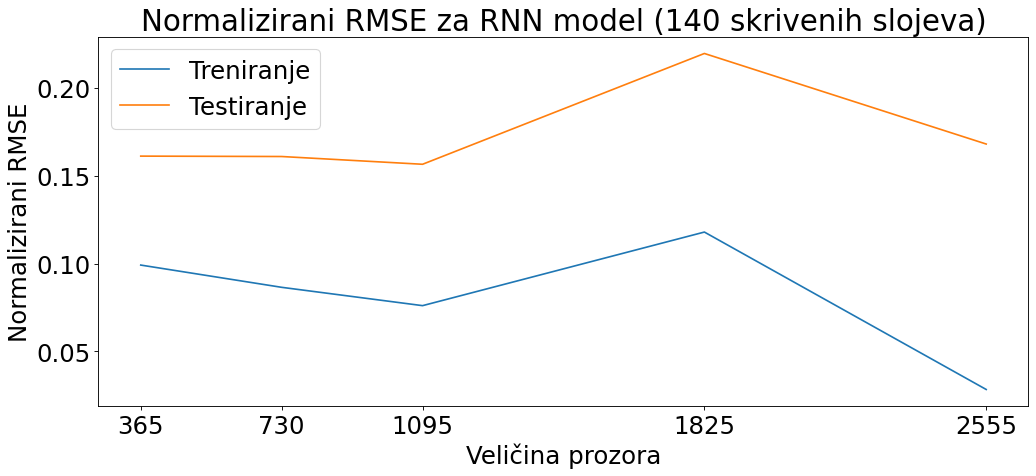 Normalizirani RMSE za RNN model (140 skrivenih slojeva)
Treniranje
Testiranje
Normalizirani RMSE
0.20
0.15
0.10
0.05
365 730 1095 1825 2555
Veličina prozora